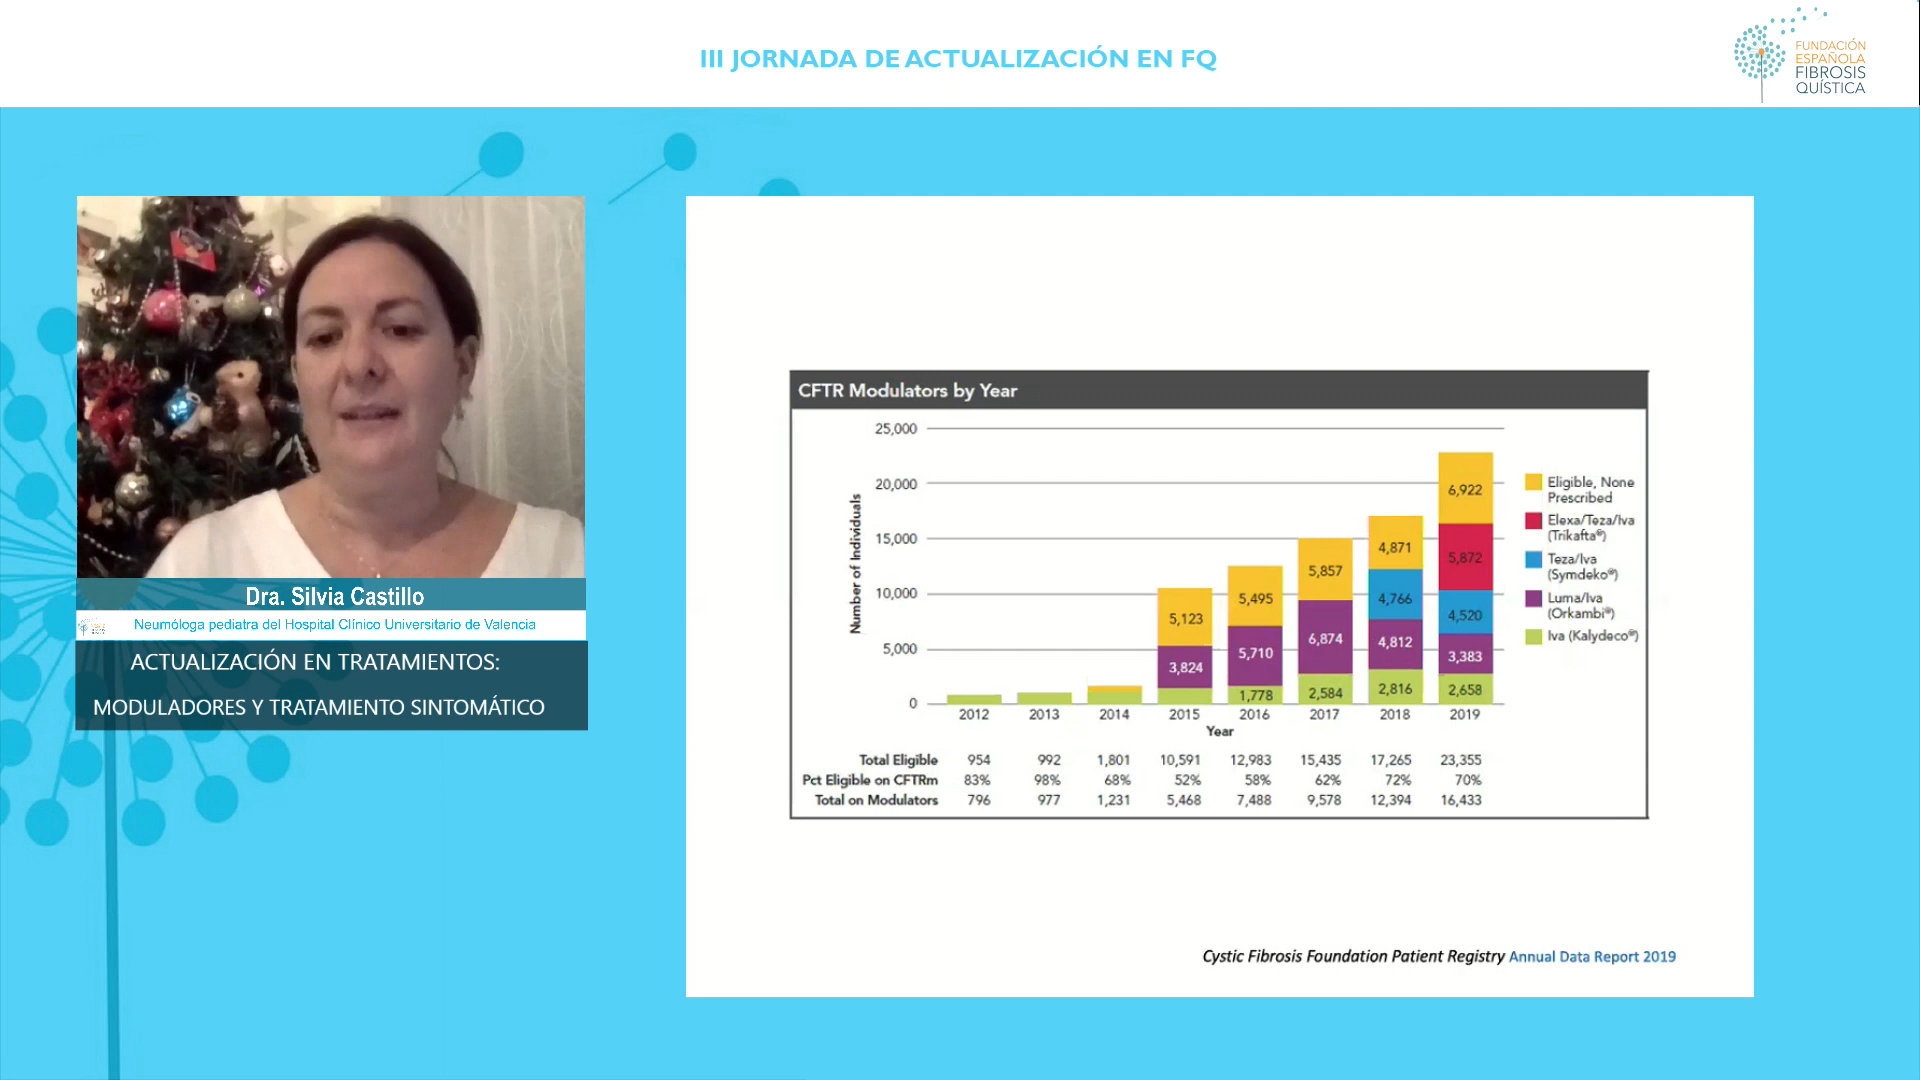 III JORNADA DE ACTUALIZACIÓN EN FQ
FUNDACIÓN
ESPAÑOLA
FIBROSIS
QUÍSTICA
Dra. Silvia Castillo
Neumóloga pediatra del Hospital Clínico Universitario de Valencia
ACTUALIZACIÓN EN TRATAMIENTOS:
MODULADORES Y TRATAMIENTO SINTOMÁTICO
CFTR Modulators by Year
Number of Individuals
25,000
20,000
15,000
10,000
5,000
0
5,123
3,824
5,495
5,710
1,778
5,857
6,874
2,584
4,871
4,766
4,812
2,816
6,922
5,872
4,520
3,383
2,658
2012 2013 2014 2015 2016 2017 2018 2019
Year
Eligible, None
Prescribed
Elexa/Teza/Iva
(Trikafta®)
Teza/Iva
(Symdeko®)
Luma/Iva
(Orkambi®)
Iva (Kalydeco®)
Total Eligible 954 992 1,801 10,591 12,983 15,435 17,265 23,355
Pct Eligible on CFTRm 83% 98% 68% 52% 58% 62% 72% 70%
Total on Modulators 796 977 1,231 5,468 7,488 9,578 12,394 16,433
Cystic Fibrosis Foundation Patient Registry Annual Data Report 2019